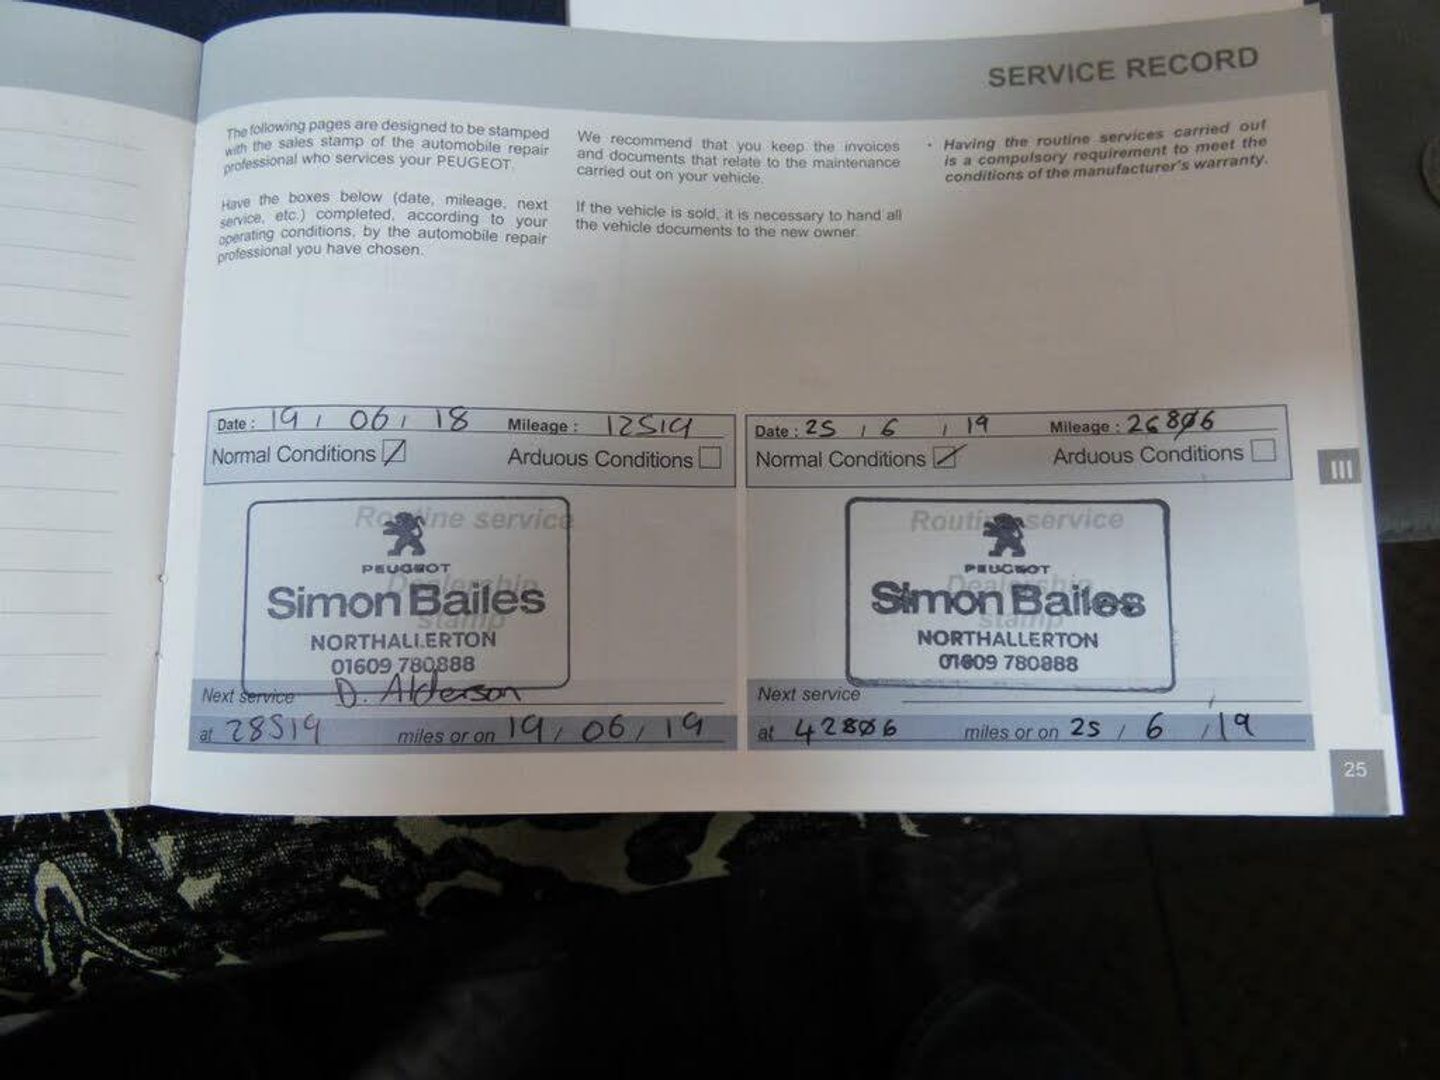 SERVICE RECORD
The following pages are designed to be stamped
with the sales stamp of the automobile repair
professional who services your PEUGEOT.
Have the boxes below (date, mileage, next
service, etc.) completed, according to your
operating conditions, by the automobile repair
professional you have chosen.
We recommend that you keep the invoices
and documents that relate to the maintenance
carried out on your vehicle.
If the vehicle is sold, it is necessary to hand all
the vehicle documents to the new owner.
• Having the routine services carried out
is a compulsory requirement to meet the
conditions of the manufacturer's warranty.
Date : 19 / 06 / 18 Mileage : 12519
Normal Conditions Arduous Conditions
Routine service
PEUGEOT
Dealership
Simon Bailes
stamp
NORTHALLERTON
01609 780888
Next service D. Alderson
at 28519 miles or on 19 / 06 / 19
Date : 25 / 6 / 19 Mileage : 26806
Normal Conditions Arduous Conditions
Routine service
PEUGEOT
Dealership
Simon Bailes
stamp
NORTHALLERTON
01609 780888
Next service
at 42806 miles or on 25 / 6 / 19
III
25